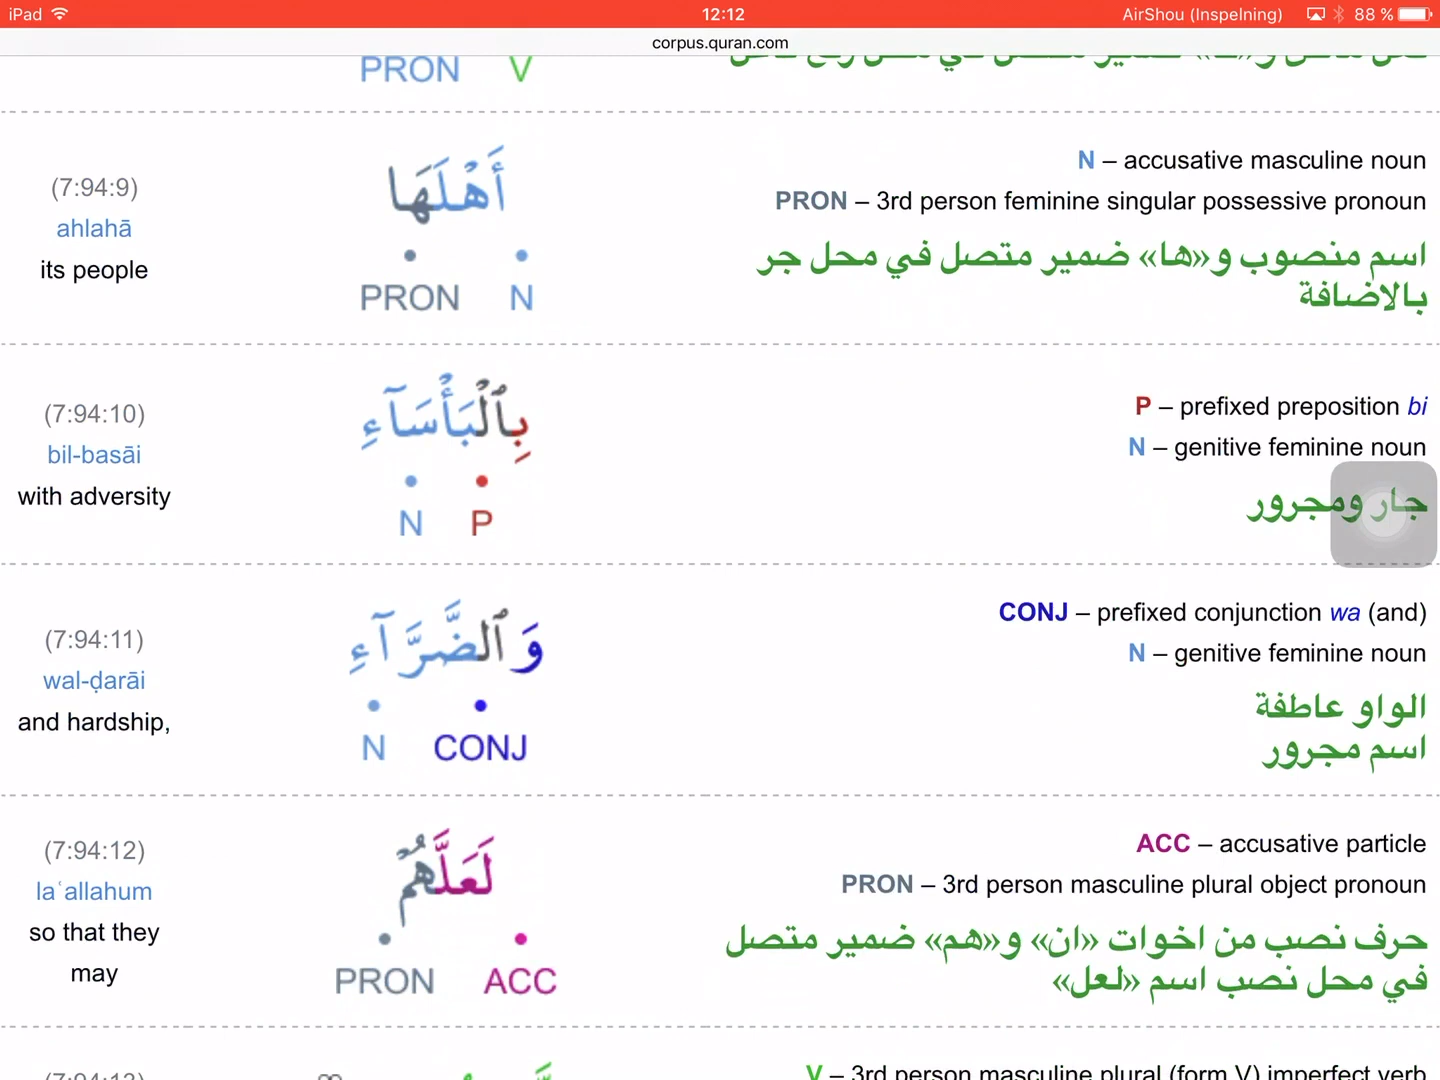 iPad 12:12 AirShou (Inspelning) 88 %
corpus.quran.com
PRON V
(7:94:9)
ahlahā
its people
أَهْلَهَا
PRON N
N – accusative masculine noun
PRON – 3rd person feminine singular possessive pronoun
اسم منصوب و«ها» ضمير متصل في محل جر
بالاضافة
(7:94:10)
bil-basāi
with adversity
بِٱلْبَأْسَآءِ
N P
P – prefixed preposition bi
N – genitive feminine noun
جار ومجرور
(7:94:11)
wal-ḍarāi
and hardship,
وَٱلضَّرَّآءِ
N CONJ
CONJ – prefixed conjunction wa (and)
N – genitive feminine noun
الواو عاطفة
اسم مجرور
(7:94:12)
laʿallahum
so that they
may
لَعَلَّهُمْ
PRON ACC
ACC – accusative particle
PRON – 3rd person masculine plural object pronoun
حرف نصب من اخوات «ان» و«هم» ضمير متصل
في محل نصب اسم «لعل»
(7:94:13)
V – 3rd person masculine plural (form V) imperfect verb